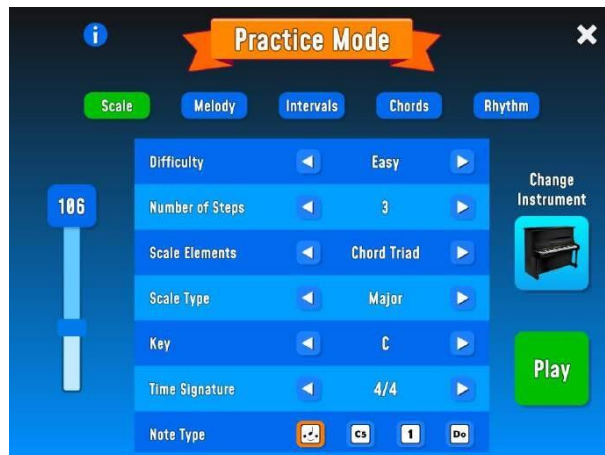 i
Practice Mode
Scale Melody Intervals Chords Rhythm
106
Difficulty Easy
Number of Steps 3
Scale Elements Chord Triad
Scale Type Major
Key C
Time Signature 4/4
Note Type C5 1 Do
Change
Instrument
Play